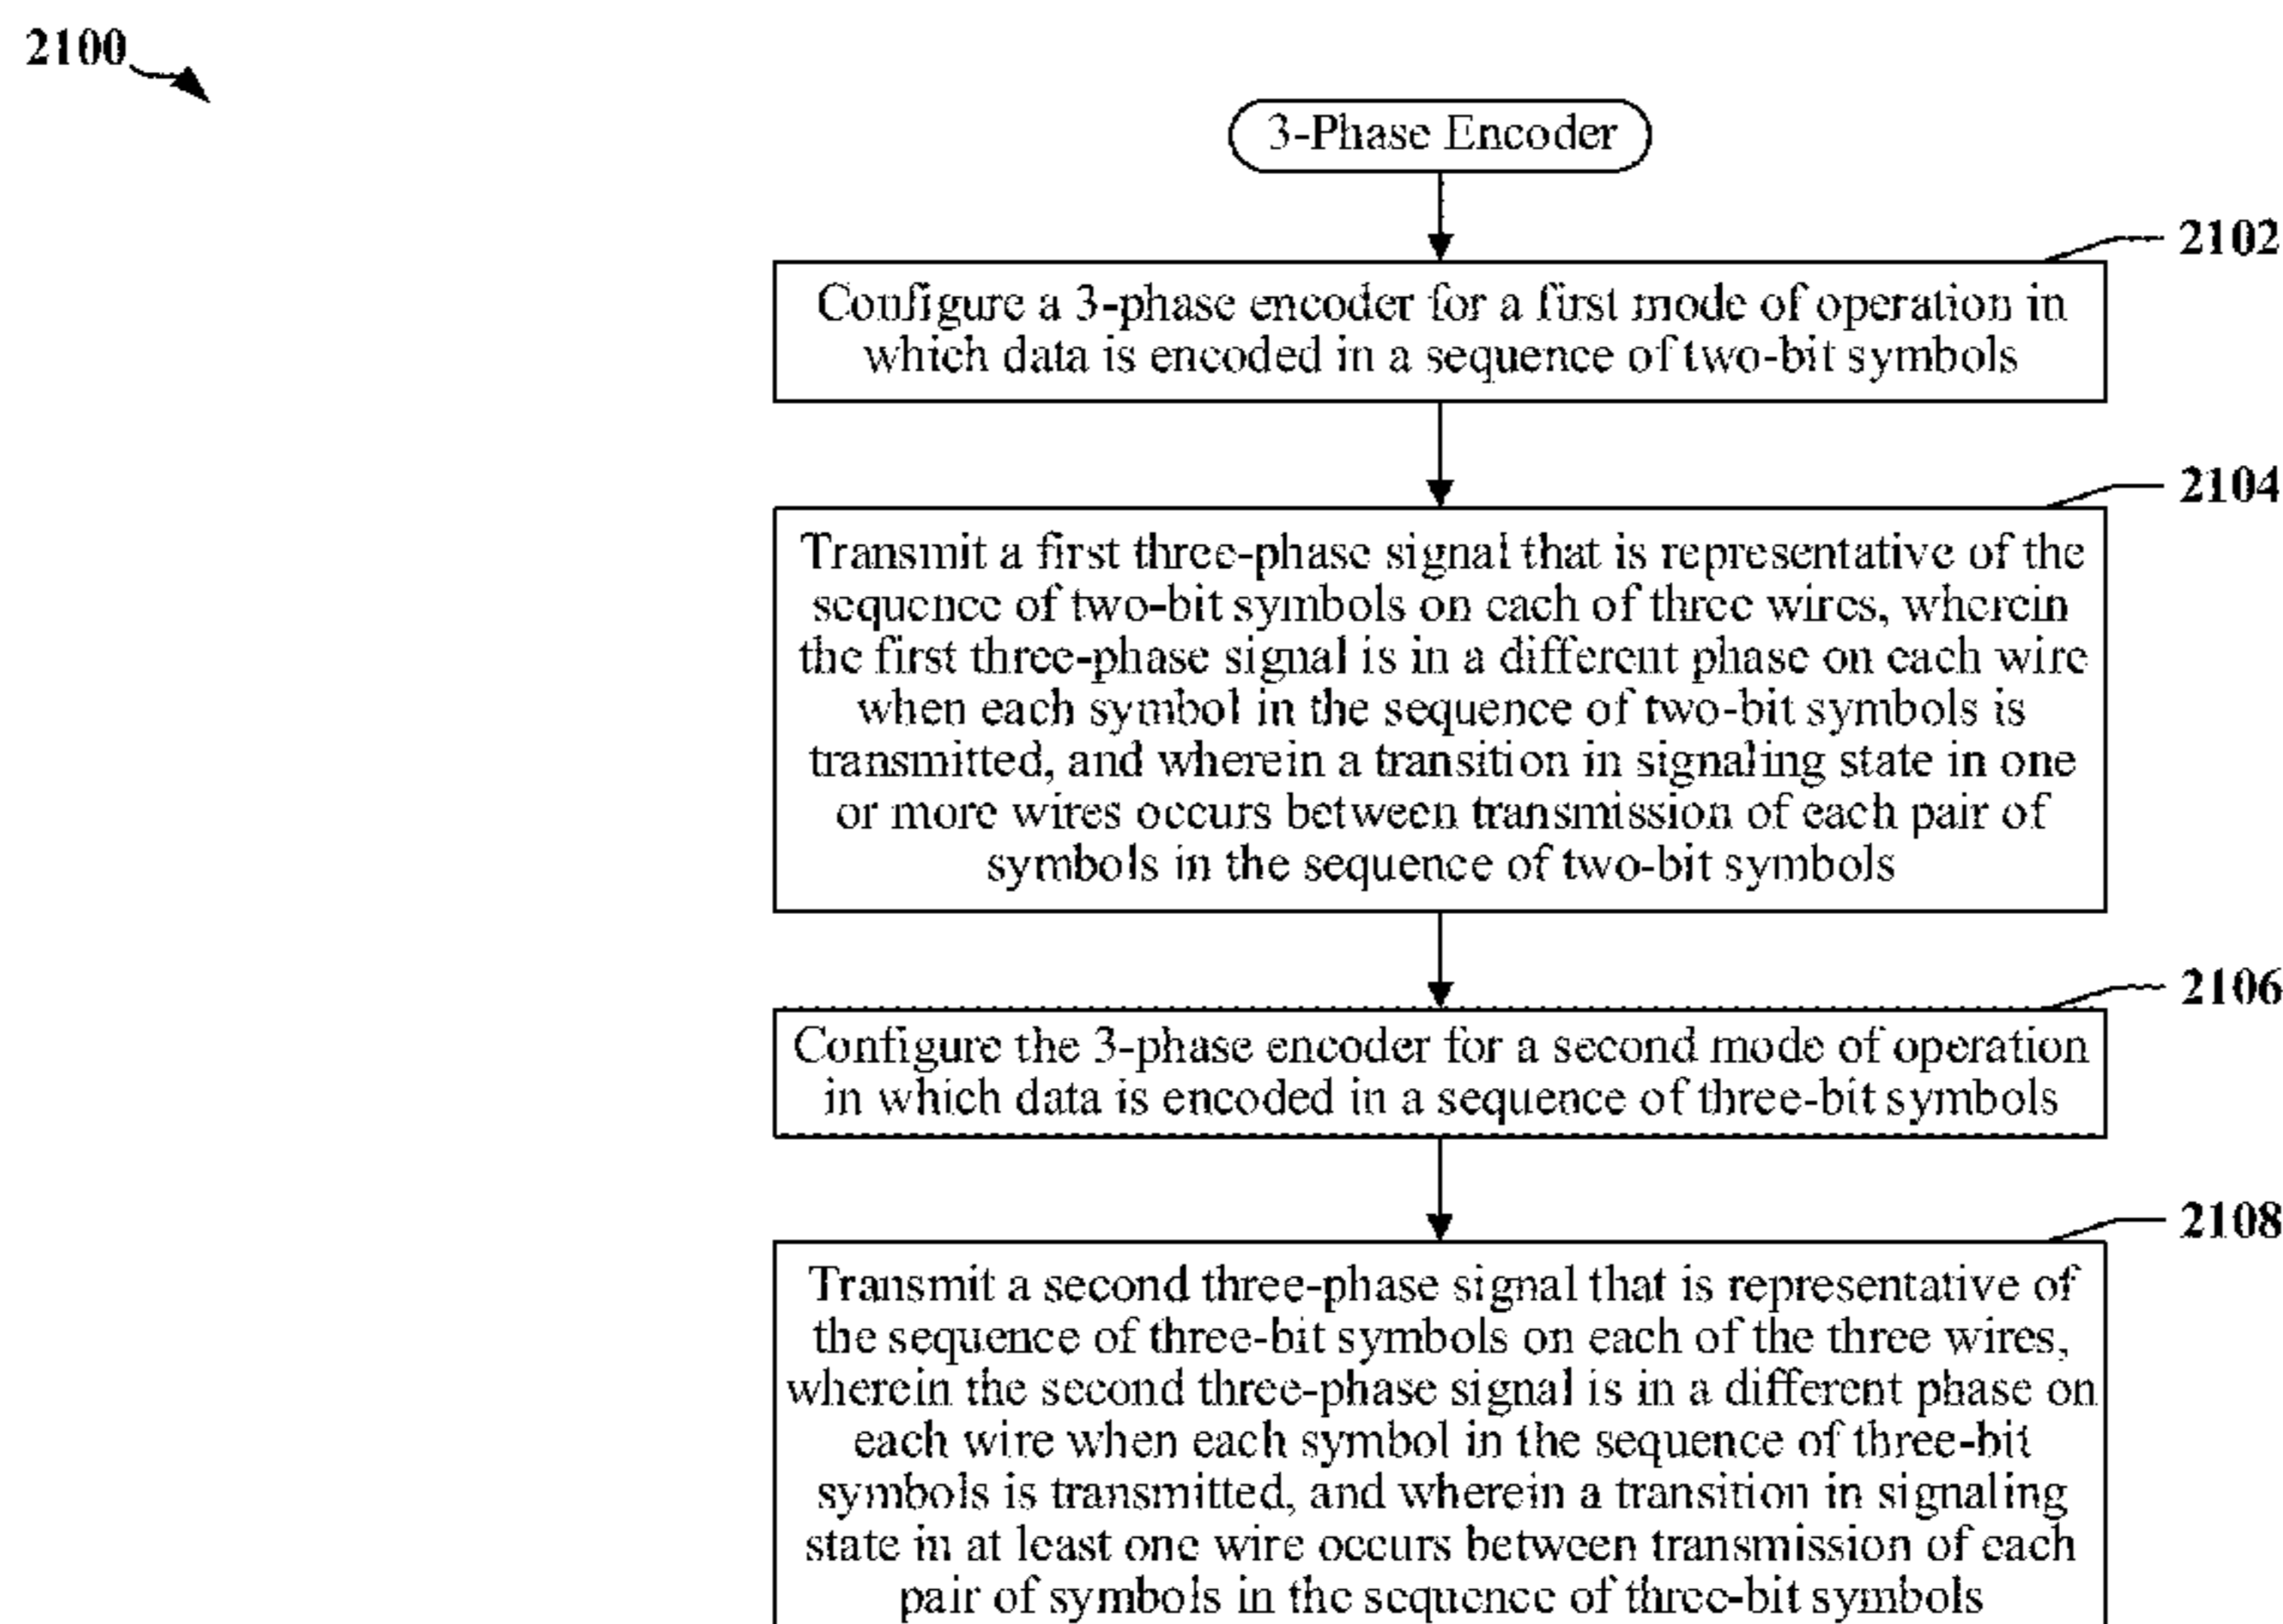 2100
3-Phase Encoder
2102
Configure a 3-phase encoder for a first mode of operation in
which data is encoded in a sequence of two-bit symbols
2104
Transmit a first three-phase signal that is representative of the
sequence of two-bit symbols on each of three wires, wherein
the first three-phase signal is in a different phase on each wire
when each symbol in the sequence of two-bit symbols is
transmitted, and wherein a transition in signaling state in one
or more wires occurs between transmission of each pair of
symbols in the sequence of two-bit symbols
2106
Configure the 3-phase encoder for a second mode of operation
in which data is encoded in a sequence of three-bit symbols
2108
Transmit a second three-phase signal that is representative of
the sequence of three-bit symbols on each of the three wires,
wherein the second three-phase signal is in a different phase on
each wire when each symbol in the sequence of three-bit
symbols is transmitted, and wherein a transition in signaling
state in at least one wire occurs between transmission of each
pair of symbols in the sequence of three-bit symbols